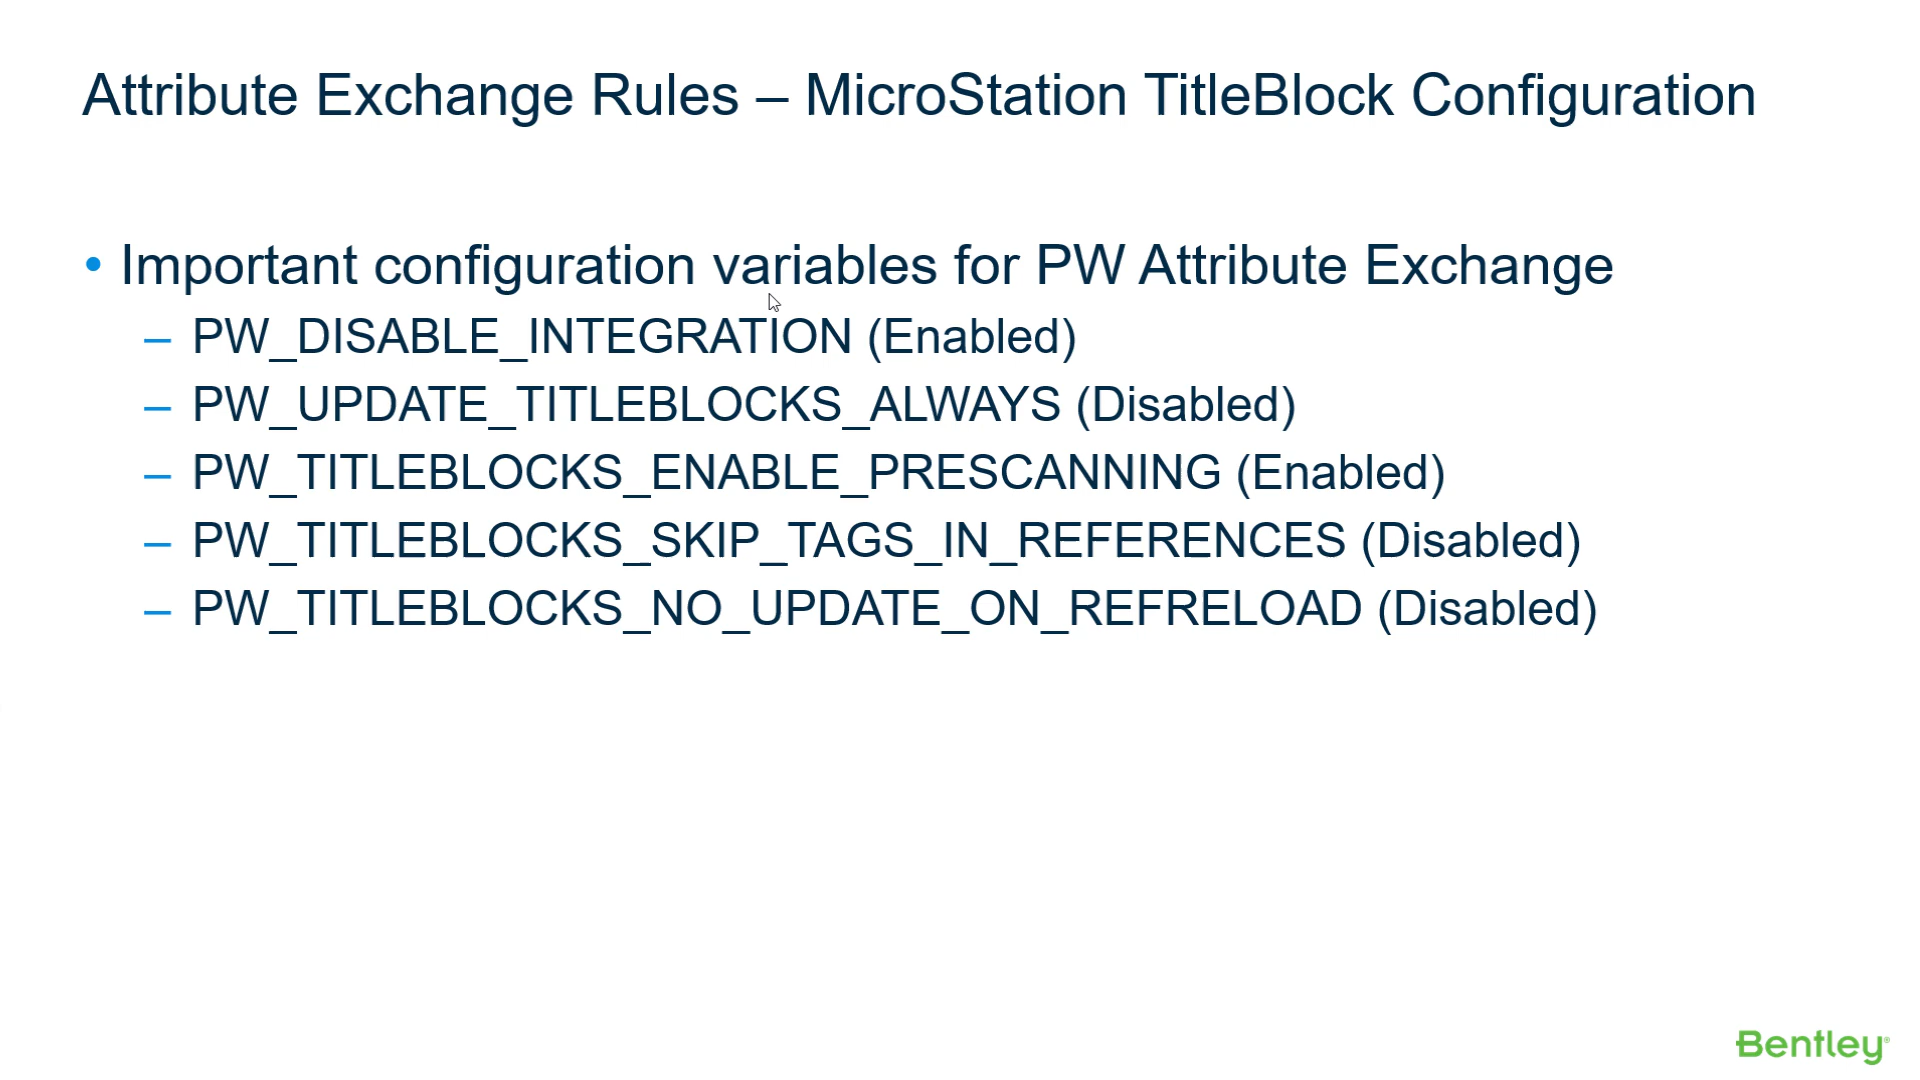 Attribute Exchange Rules – MicroStation TitleBlock Configuration
• Important configuration variables for PW Attribute Exchange
– PW_DISABLE_INTEGRATION (Enabled)
– PW_UPDATE_TITLEBLOCKS_ALWAYS (Disabled)
– PW_TITLEBLOCKS_ENABLE_PRESCANNING (Enabled)
– PW_TITLEBLOCKS_SKIP_TAGS_IN_REFERENCES (Disabled)
– PW_TITLEBLOCKS_NO_UPDATE_ON_REFRELOAD (Disabled)
Bentley®